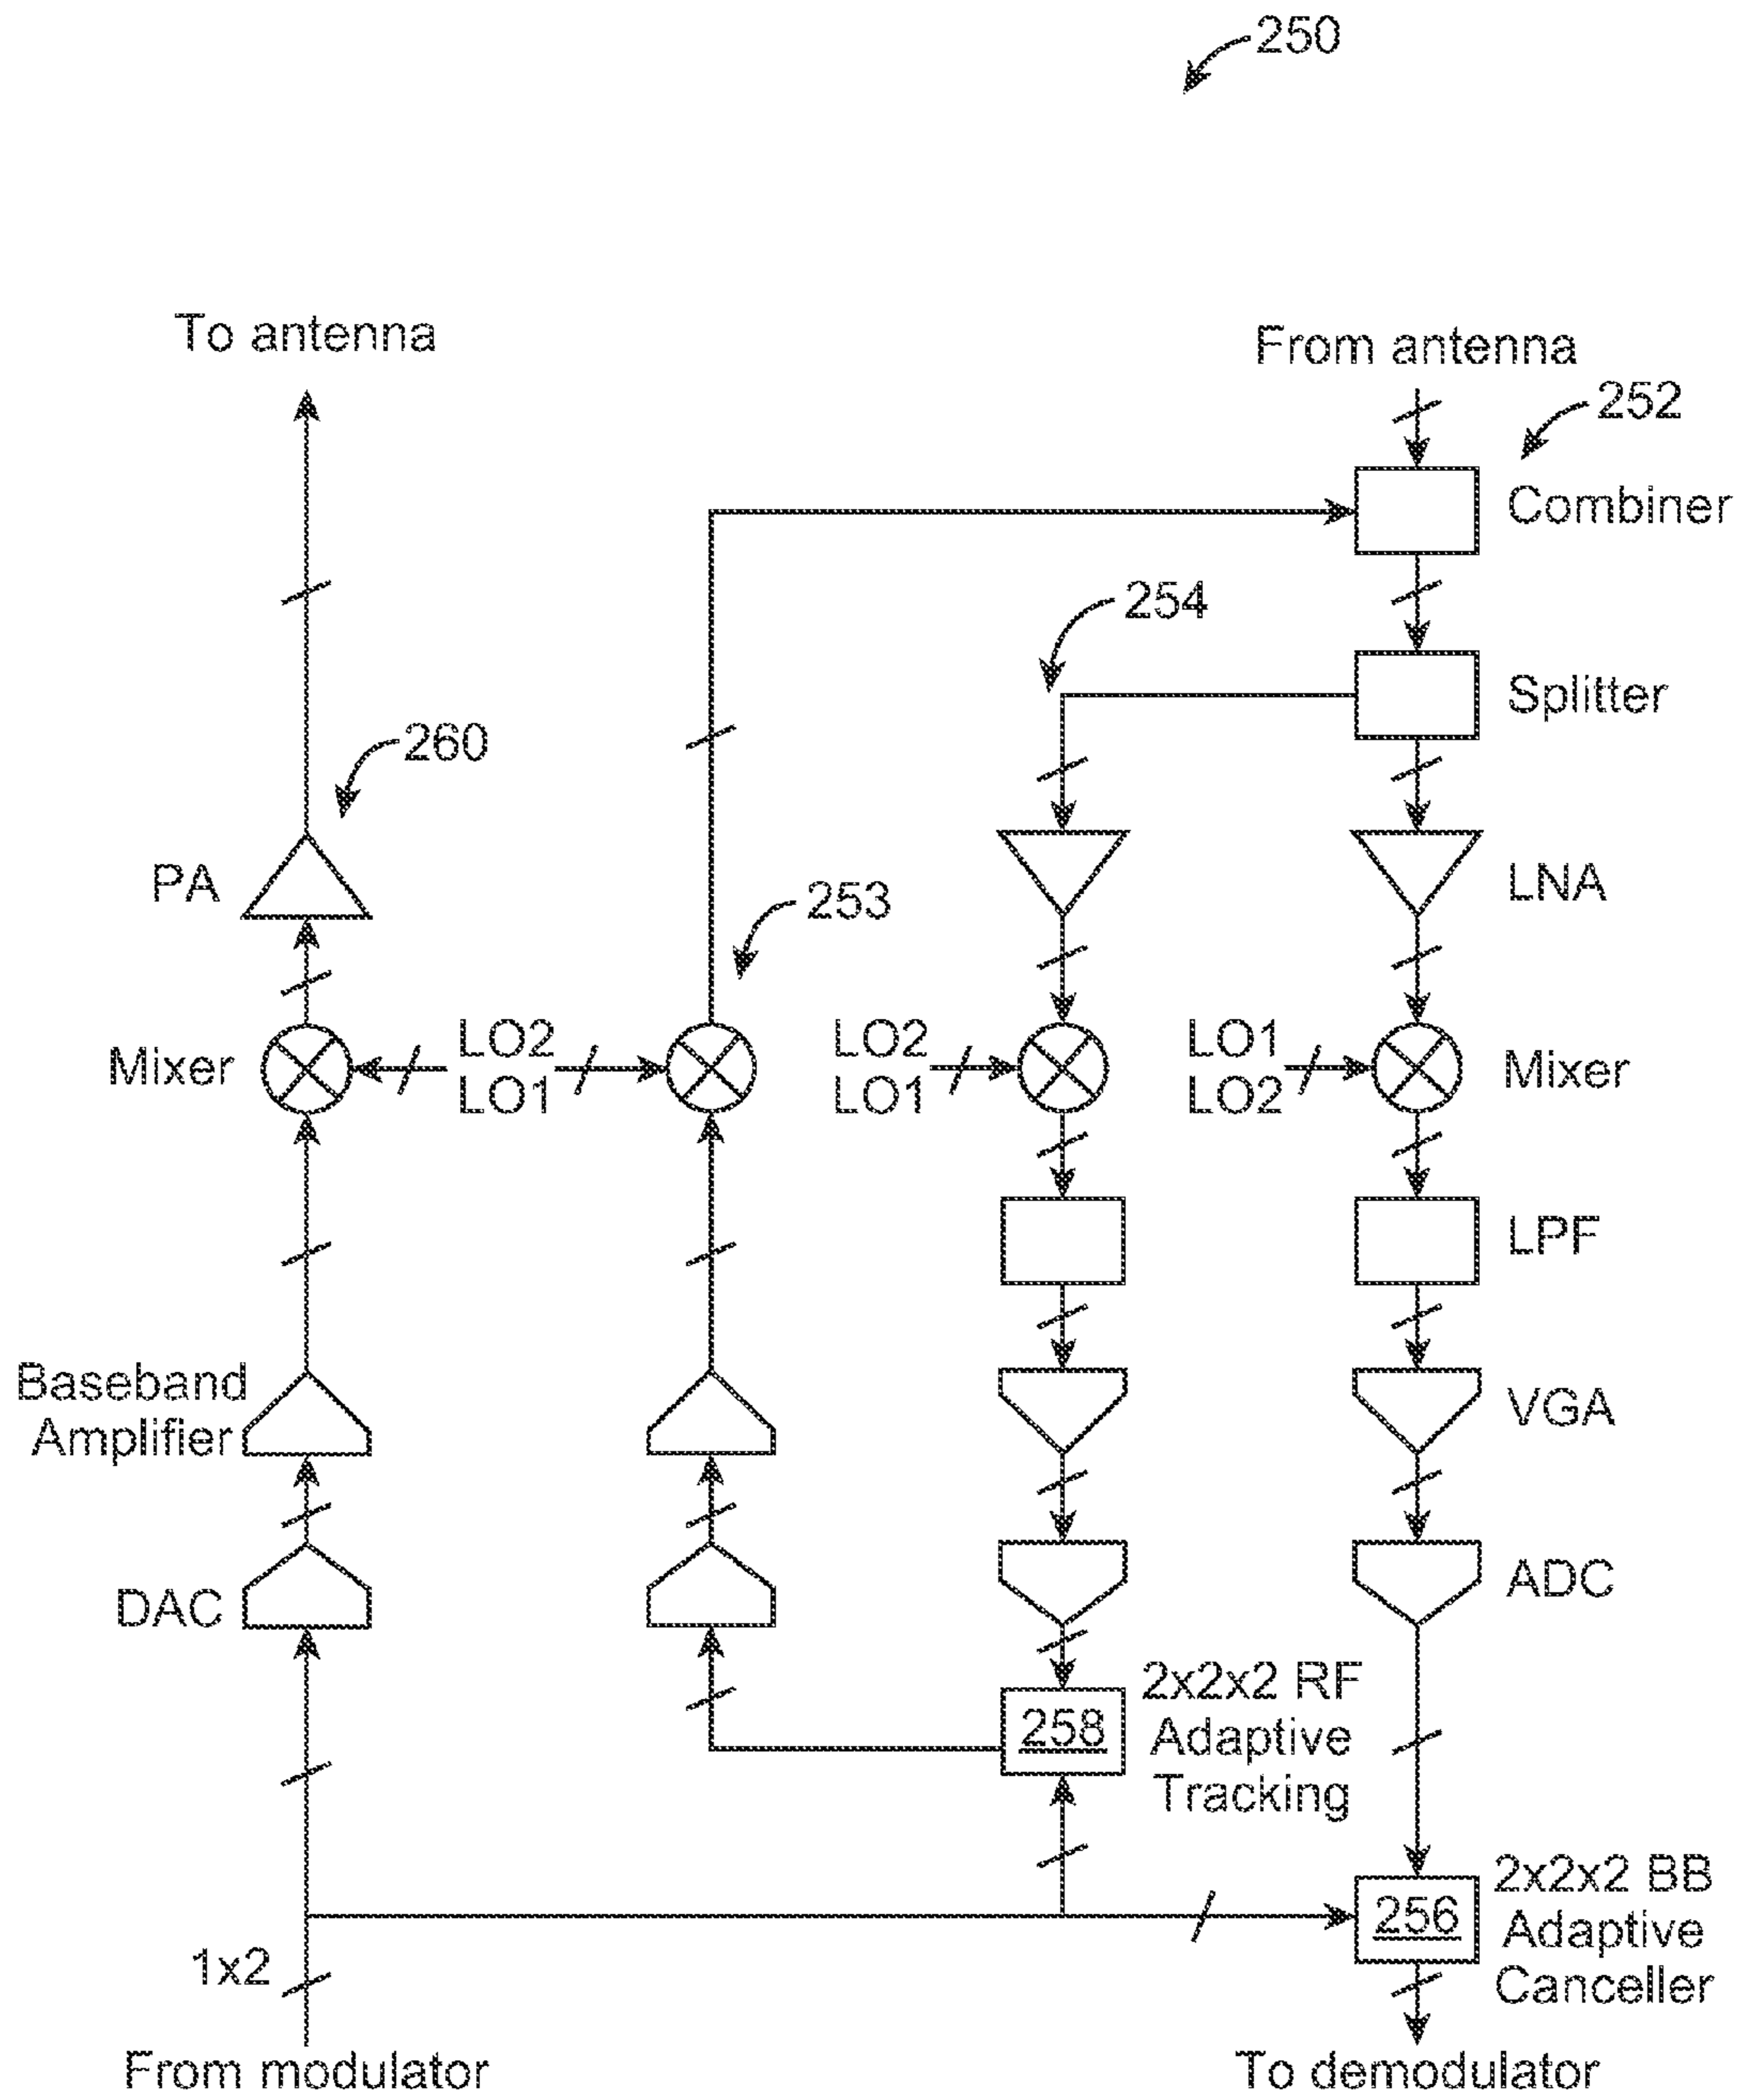 250
To antenna
From antenna
252
Combiner
254
Splitter
260
PA
253
LNA
Mixer
LO2
LO1
LO2
LO1
LO1
LO2
Mixer
LPF
Baseband
Amplifier
VGA
DAC
ADC
258
2x2x2 RF
Adaptive
Tracking
1x2
256
2x2x2 BB
Adaptive
Canceller
From modulator
To demodulator